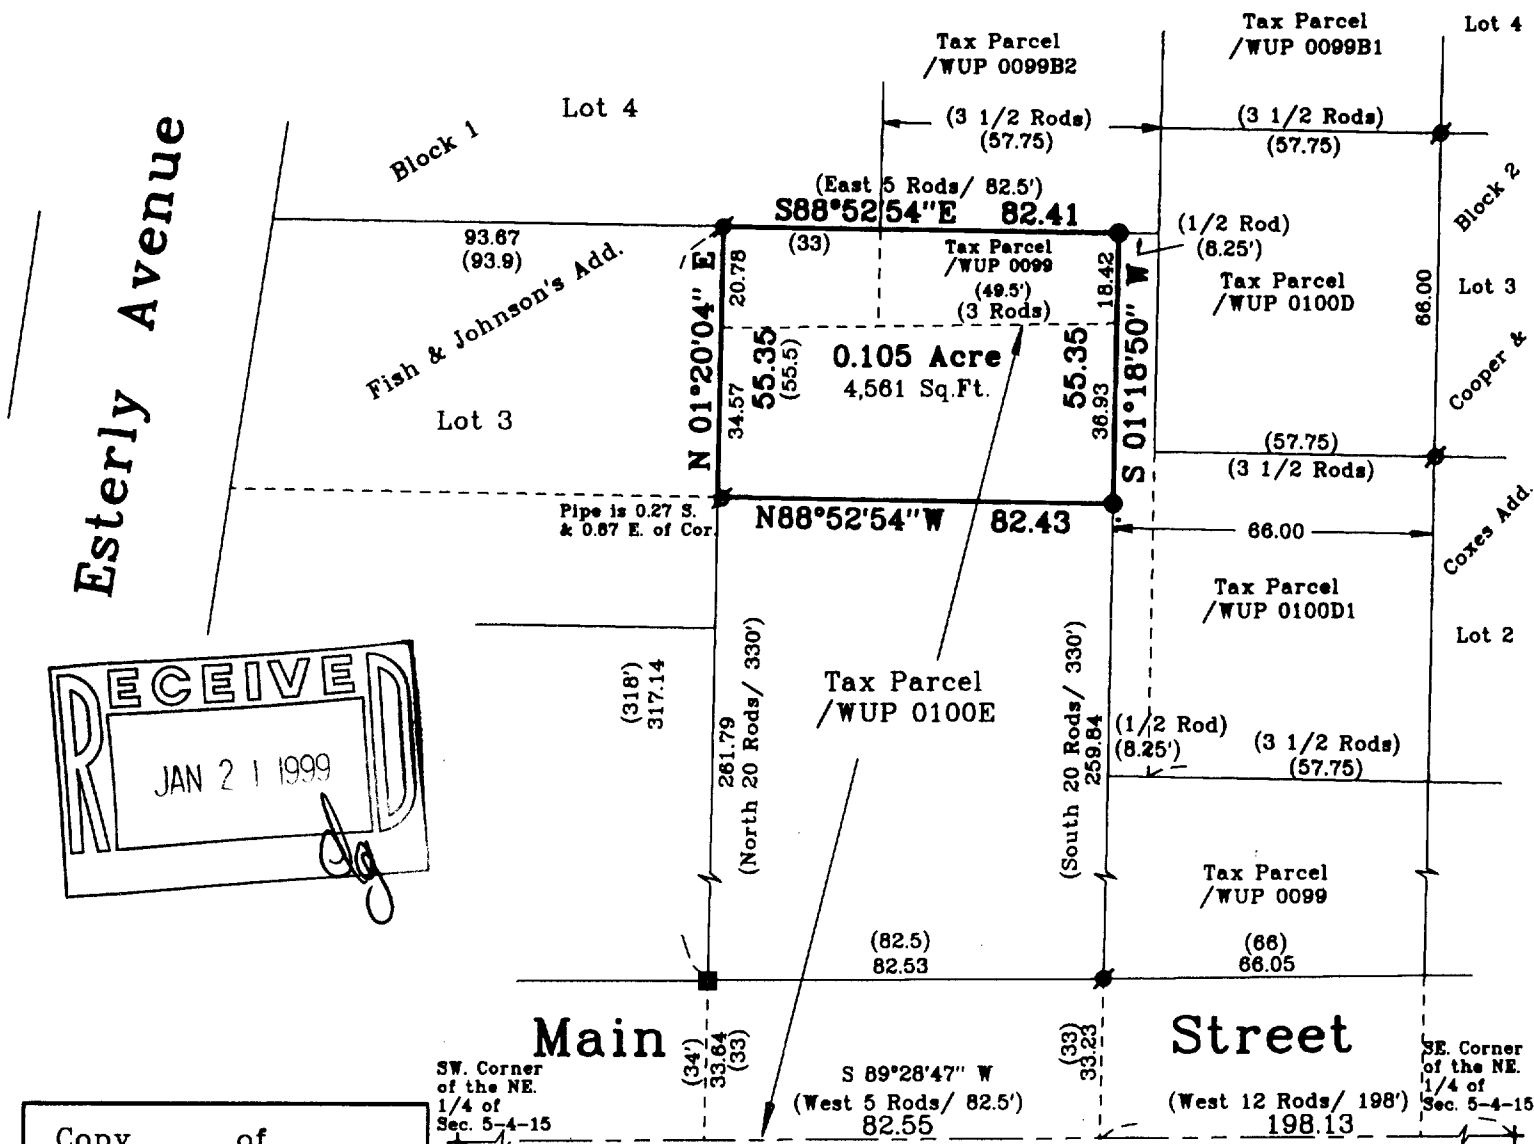 Lot 4
Tax Parcel
/WUP 0099B1
Tax Parcel
/WUP 0099B2
Lot 4
Block 1
Esterly Avenue
(3 1/2 Rods)
(57.75)
(3 1/2 Rods)
(57.75)
Block 2
(East 5 Rods/ 82.5')
S88°52'54"E 82.41
(33)
Tax Parcel
/WUP 0099
(49.5')
(3 Rods)
(1/2 Rod)
(8.25')
93.67
(93.9)
Fish & Johnson's Add.
Lot 3
N 01°20'04" E
20.78
55.35
(55.5)
34.57
0.105 Acre
4,561 Sq.Ft.
18.42
55.35
36.93
S 01°18'50" W
Tax Parcel
/WUP 0100D
66.00
Lot 3
Cooper &
Coxes Add.
(57.75)
(3 1/2 Rods)
Pipe is 0.27 S.
& 0.67 E. of Cor.
N88°52'54"W 82.43
66.00
Tax Parcel
/WUP 0100D1
Lot 2
RECEIVED
JAN 21 1999
(318')
317.14
261.79
(North 20 Rods/ 330')
Tax Parcel
/WUP 0100E
(South 20 Rods/ 330')
259.84
(1/2 Rod)
(8.25')
(3 1/2 Rods)
(57.75)
Tax Parcel
/WUP 0099
(82.5)
82.53
(66)
66.05
Main Street
(34')
33.64
(33)
(33)
33.23
SW. Corner
of the NE.
1/4 of
Sec. 5-4-15
S 89°28'47" W
(West 5 Rods/ 82.5')
82.55
(West 12 Rods/ 198')
198.13
SE. Corner
of the NE.
1/4 of
Sec. 5-4-15
Copy of